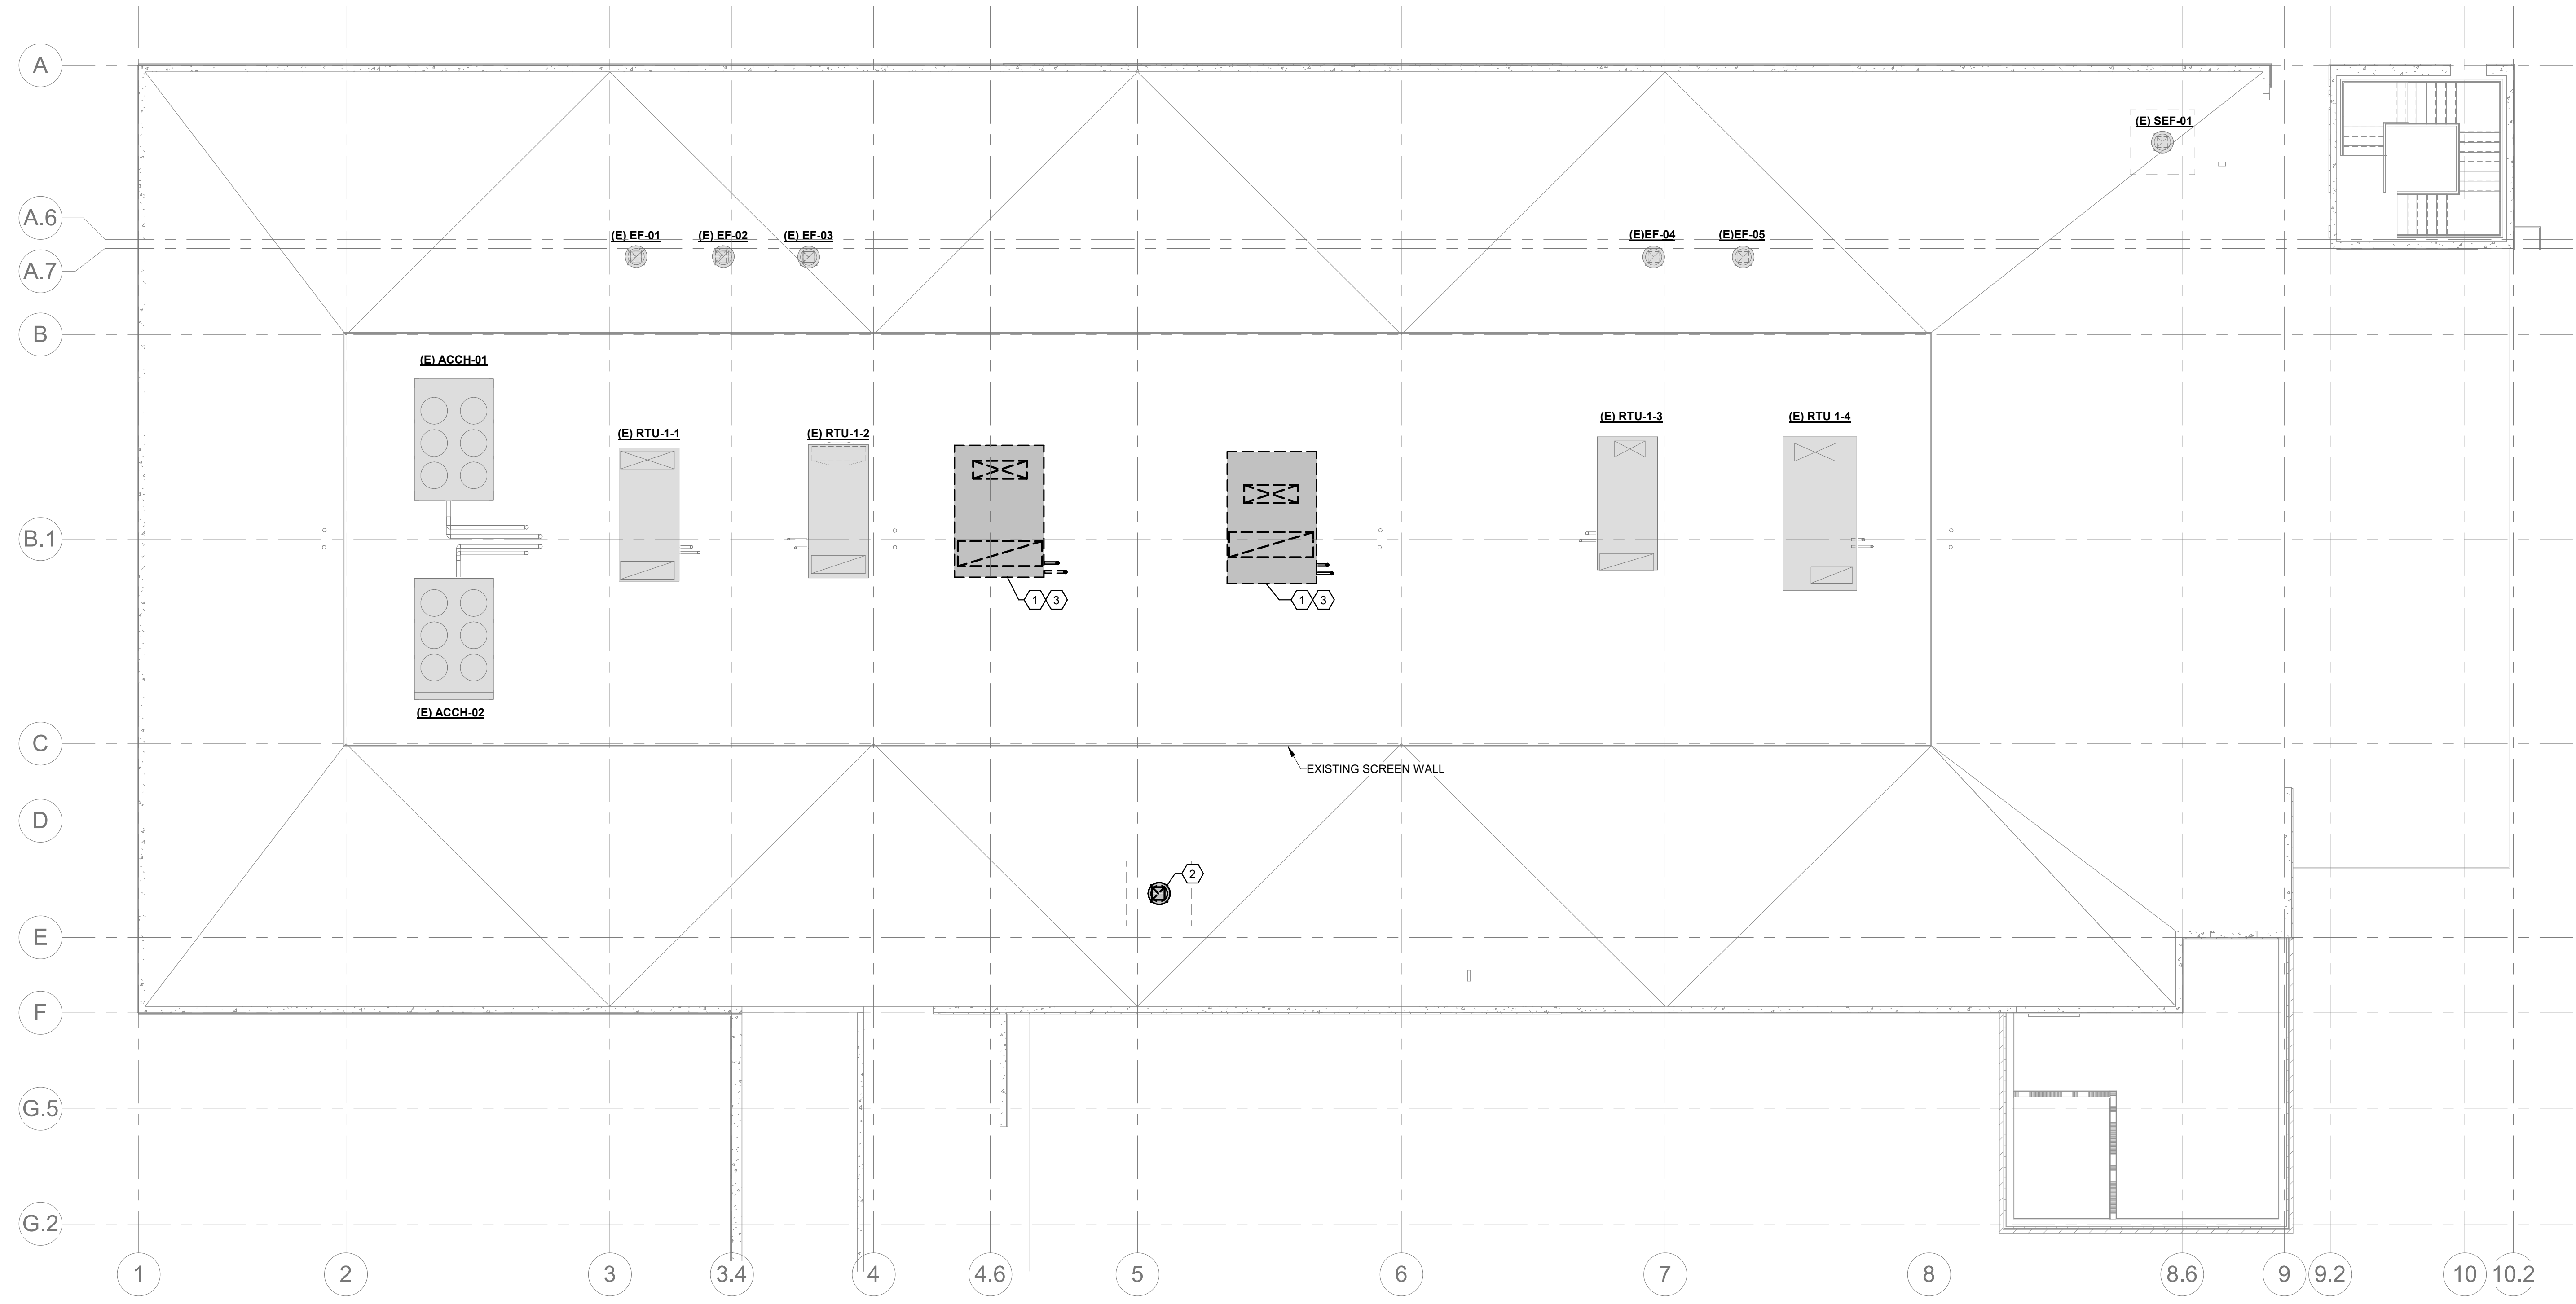 A
(E) SEF-01
A.6
(E) EF-01
(E) EF-02
(E) EF-03
(E)EF-04
(E)EF-05
A.7
B
(E) ACCH-01
(E) RTU-1-1
(E) RTU-1-2
(E) RTU-1-3
(E) RTU 1-4
B.1
1
3
1
3
(E) ACCH-02
C
EXISTING SCREEN WALL
D
2
E
F
G.5
G.2
1
2
3
3.4
4
4.6
5
6
7
8
8.6
9
9.2
10
10.2